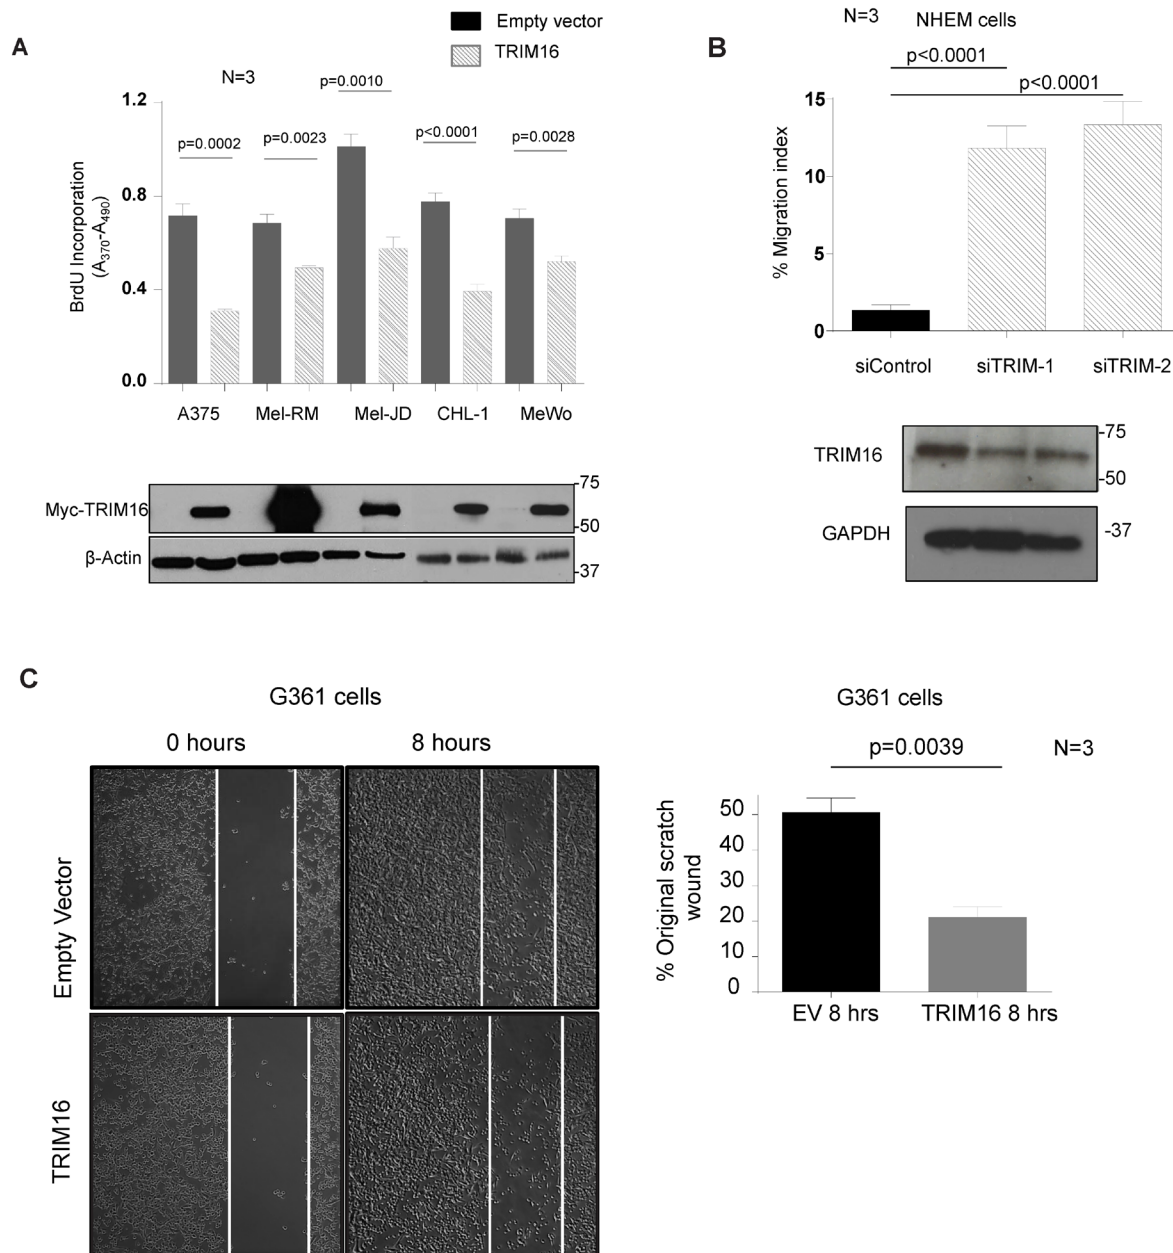 A
Empty vector
TRIM16
N=3
p=0.0002
p=0.0023
p=0.0010
p<0.0001
p=0.0028
BrdU Incorporation
(A370-A490)
1.2
0.8
0.4
0.0
A375 Mel-RM Mel-JD CHL-1 MeWo
Myc-TRIM16
-75
-50
β-Actin
-37
B
N=3 NHEM cells
p<0.0001
p<0.0001
% Migration index
15
10
5
0
siControl siTRIM-1 siTRIM-2
TRIM16
-75
-50
GAPDH
-37
C
G361 cells
0 hours 8 hours
Empty Vector
TRIM16
G361 cells
p=0.0039 N=3
% Original scratch
wound
50
40
30
20
10
0
EV 8 hrs TRIM16 8 hrs